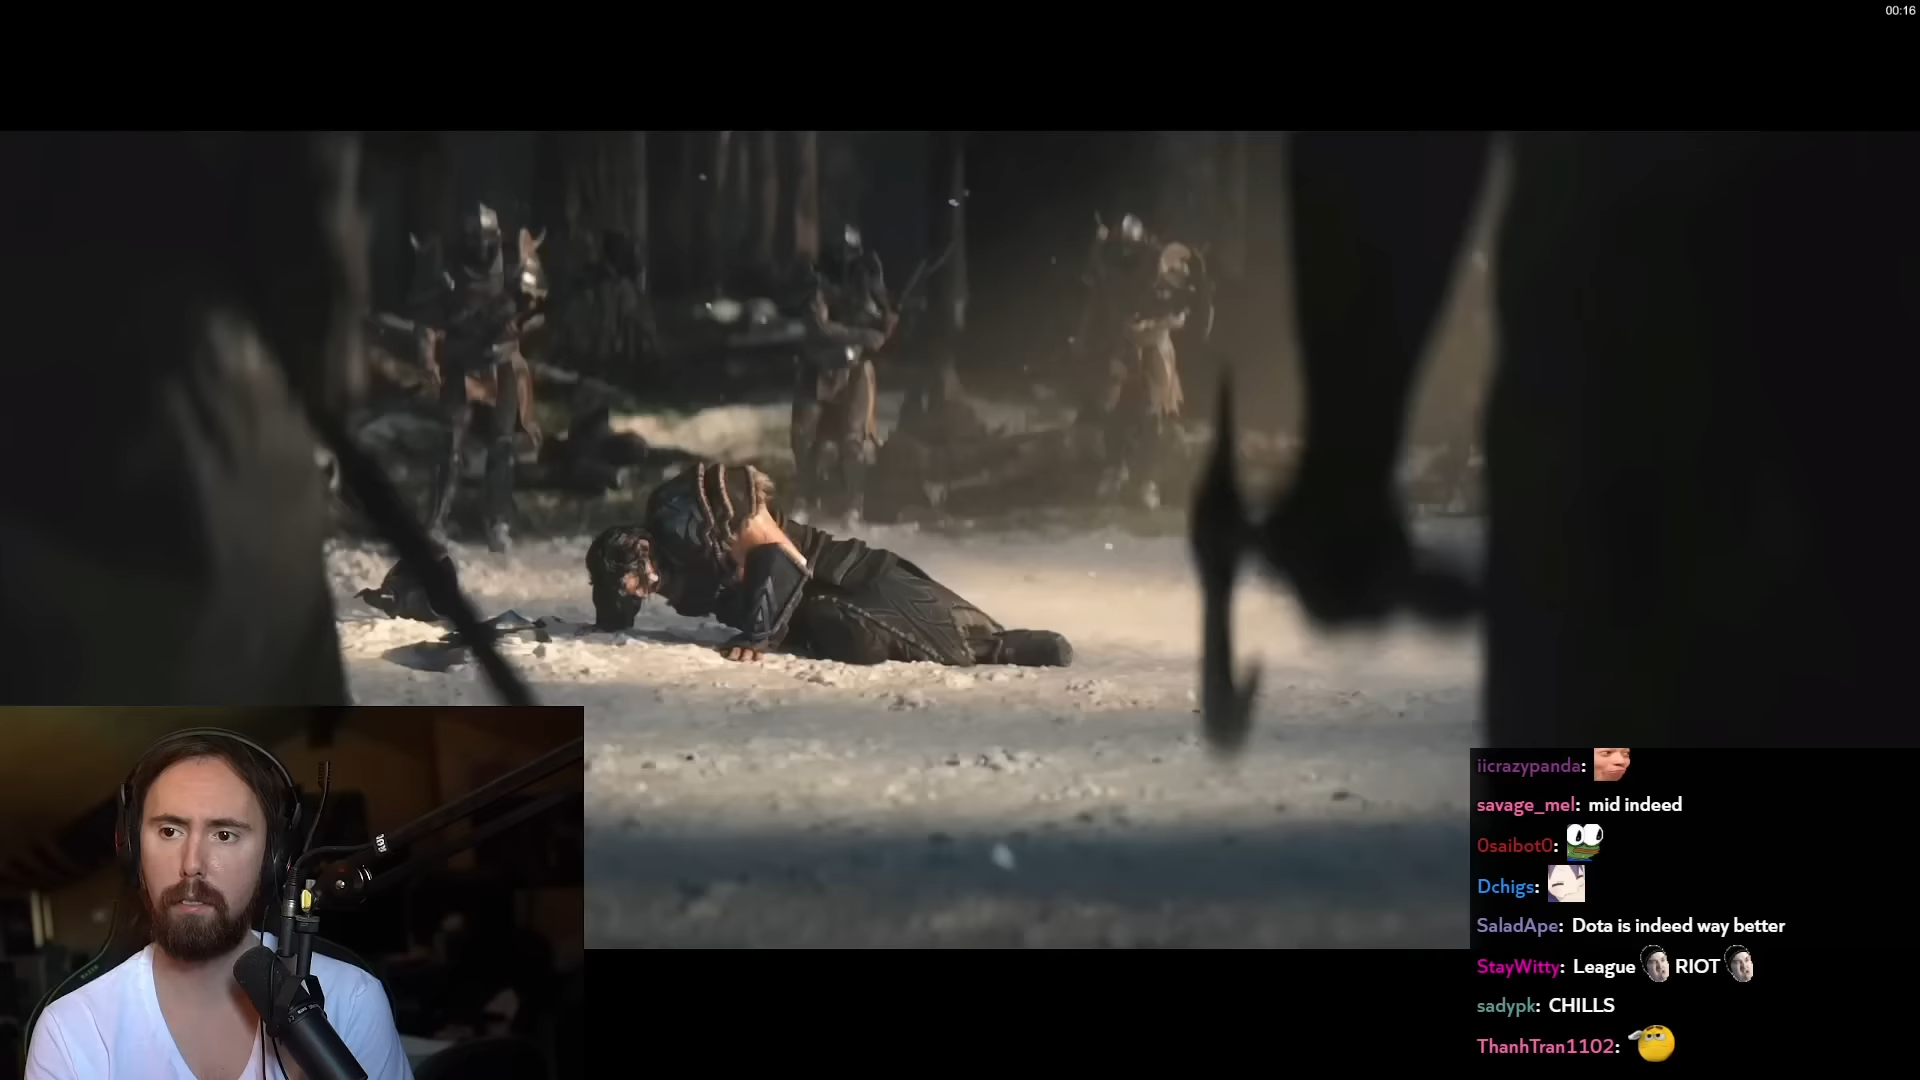 00:16
iicrazypanda:
savage_mel: mid indeed
0saibot0:
Dchigs:
SaladApe: Dota is indeed way better
StayWitty: League RIOT
sadypk: CHILLS
ThanhTran1102: